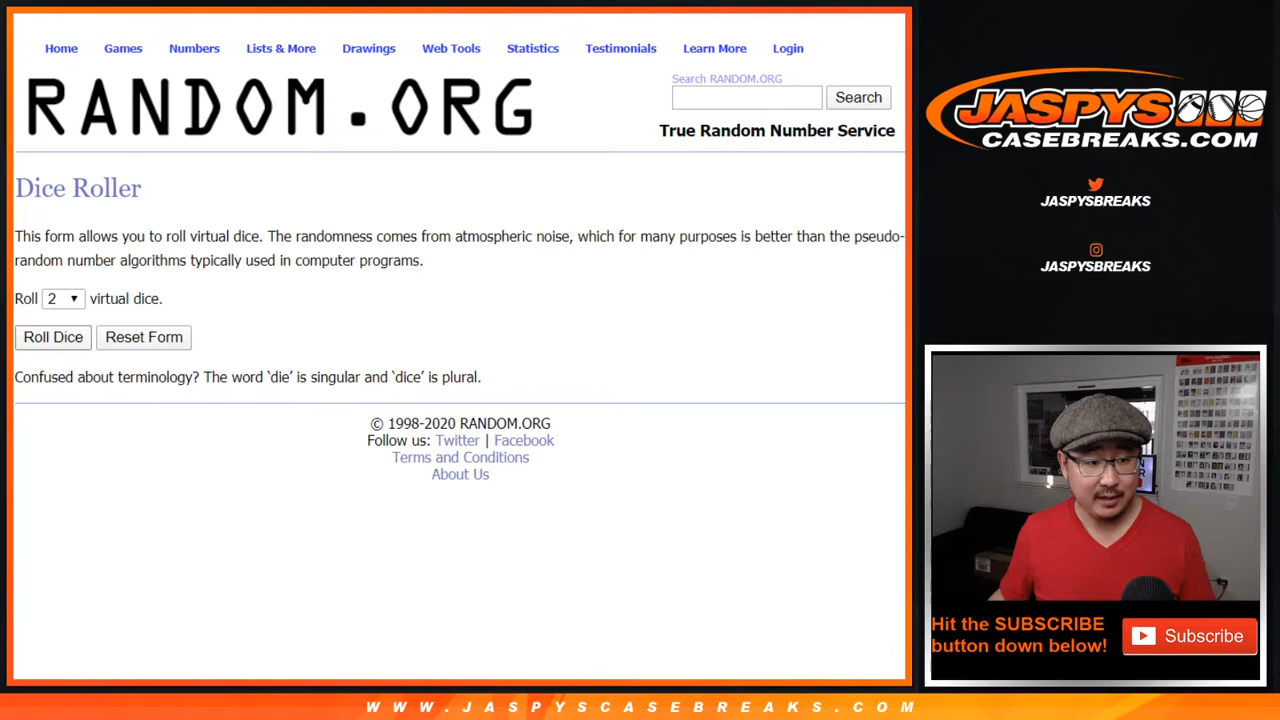 Home Games Numbers Lists & More Drawings Web Tools Statistics Testimonials Learn More Login
RANDOM.ORG
Search RANDOM.ORG
Search
True Random Number Service
Dice Roller
This form allows you to roll virtual dice. The randomness comes from atmospheric noise, which for many purposes is better than the pseudo-
random number algorithms typically used in computer programs.
Roll 2 virtual dice.
Roll Dice Reset Form
Confused about terminology? The word ‘die’ is singular and ‘dice’ is plural.
© 1998-2020 RANDOM.ORG
Follow us: Twitter | Facebook
Terms and Conditions
About Us
JASPYS
CASEBREAKS.COM
JASPYSBREAKS
JASPYSBREAKS
Hit the SUBSCRIBE
button down below!
Subscribe
WWW.JASPYSCASEBREAKS.COM